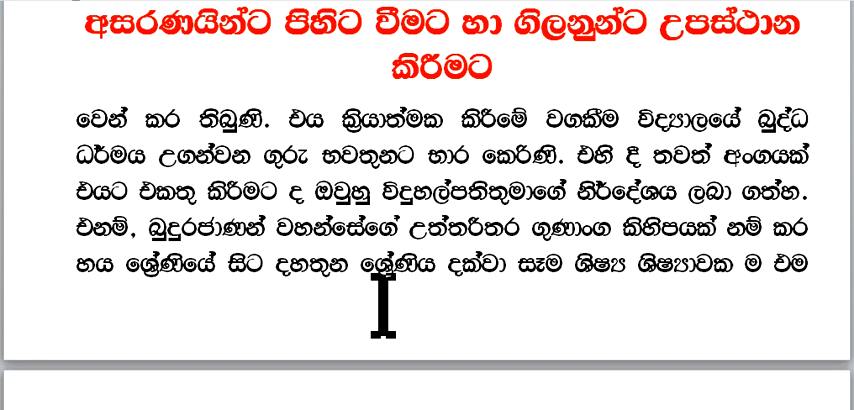 අසරණයින්ට පිහිට වීමට හා ගිලනුන්ට උපස්ථාන
කිරීමට
වෙන් කර තිබුණි. එය ක්‍රියාත්මක කිරීමේ වගකීම විද්‍යාලයේ බුද්ධ
ධර්මය උගන්වන ගුරු භවතුනට භාර කෙරිණි. එහි දී තවත් අංගයක්
එයට එකතු කිරීමට ද ඔවුහු විදුහල්පතිතුමාගේ නිර්දේශය ලබා ගත්හ.
එනම්, බුදුරජාණන් වහන්සේගේ උත්තරීතර ගුණාංග කිහිපයක් නම් කර
හය ශ්‍රේණියේ සිට දහතුන ශ්‍රේණිය දක්වා සෑම ශිෂ්‍ය ශිෂ්‍යාවක ම එම